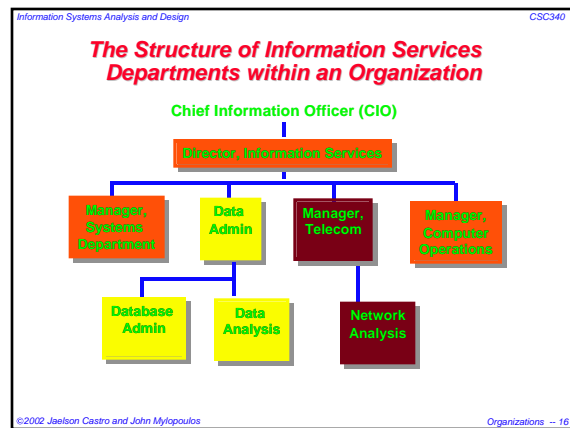 Information Systems Analysis and Design
CSC340
The Structure of Information Services
Departments within an Organization
Chief Information Officer (CIO)
Director, Information Services
Manager,
Systems
Department
Data
Admin
Manager,
Telecom
Manager,
Computer
Operations
Database
Admin
Data
Analysis
Network
Analysis
©2002 Jaelson Castro and John Mylopoulos
Organizations -- 16